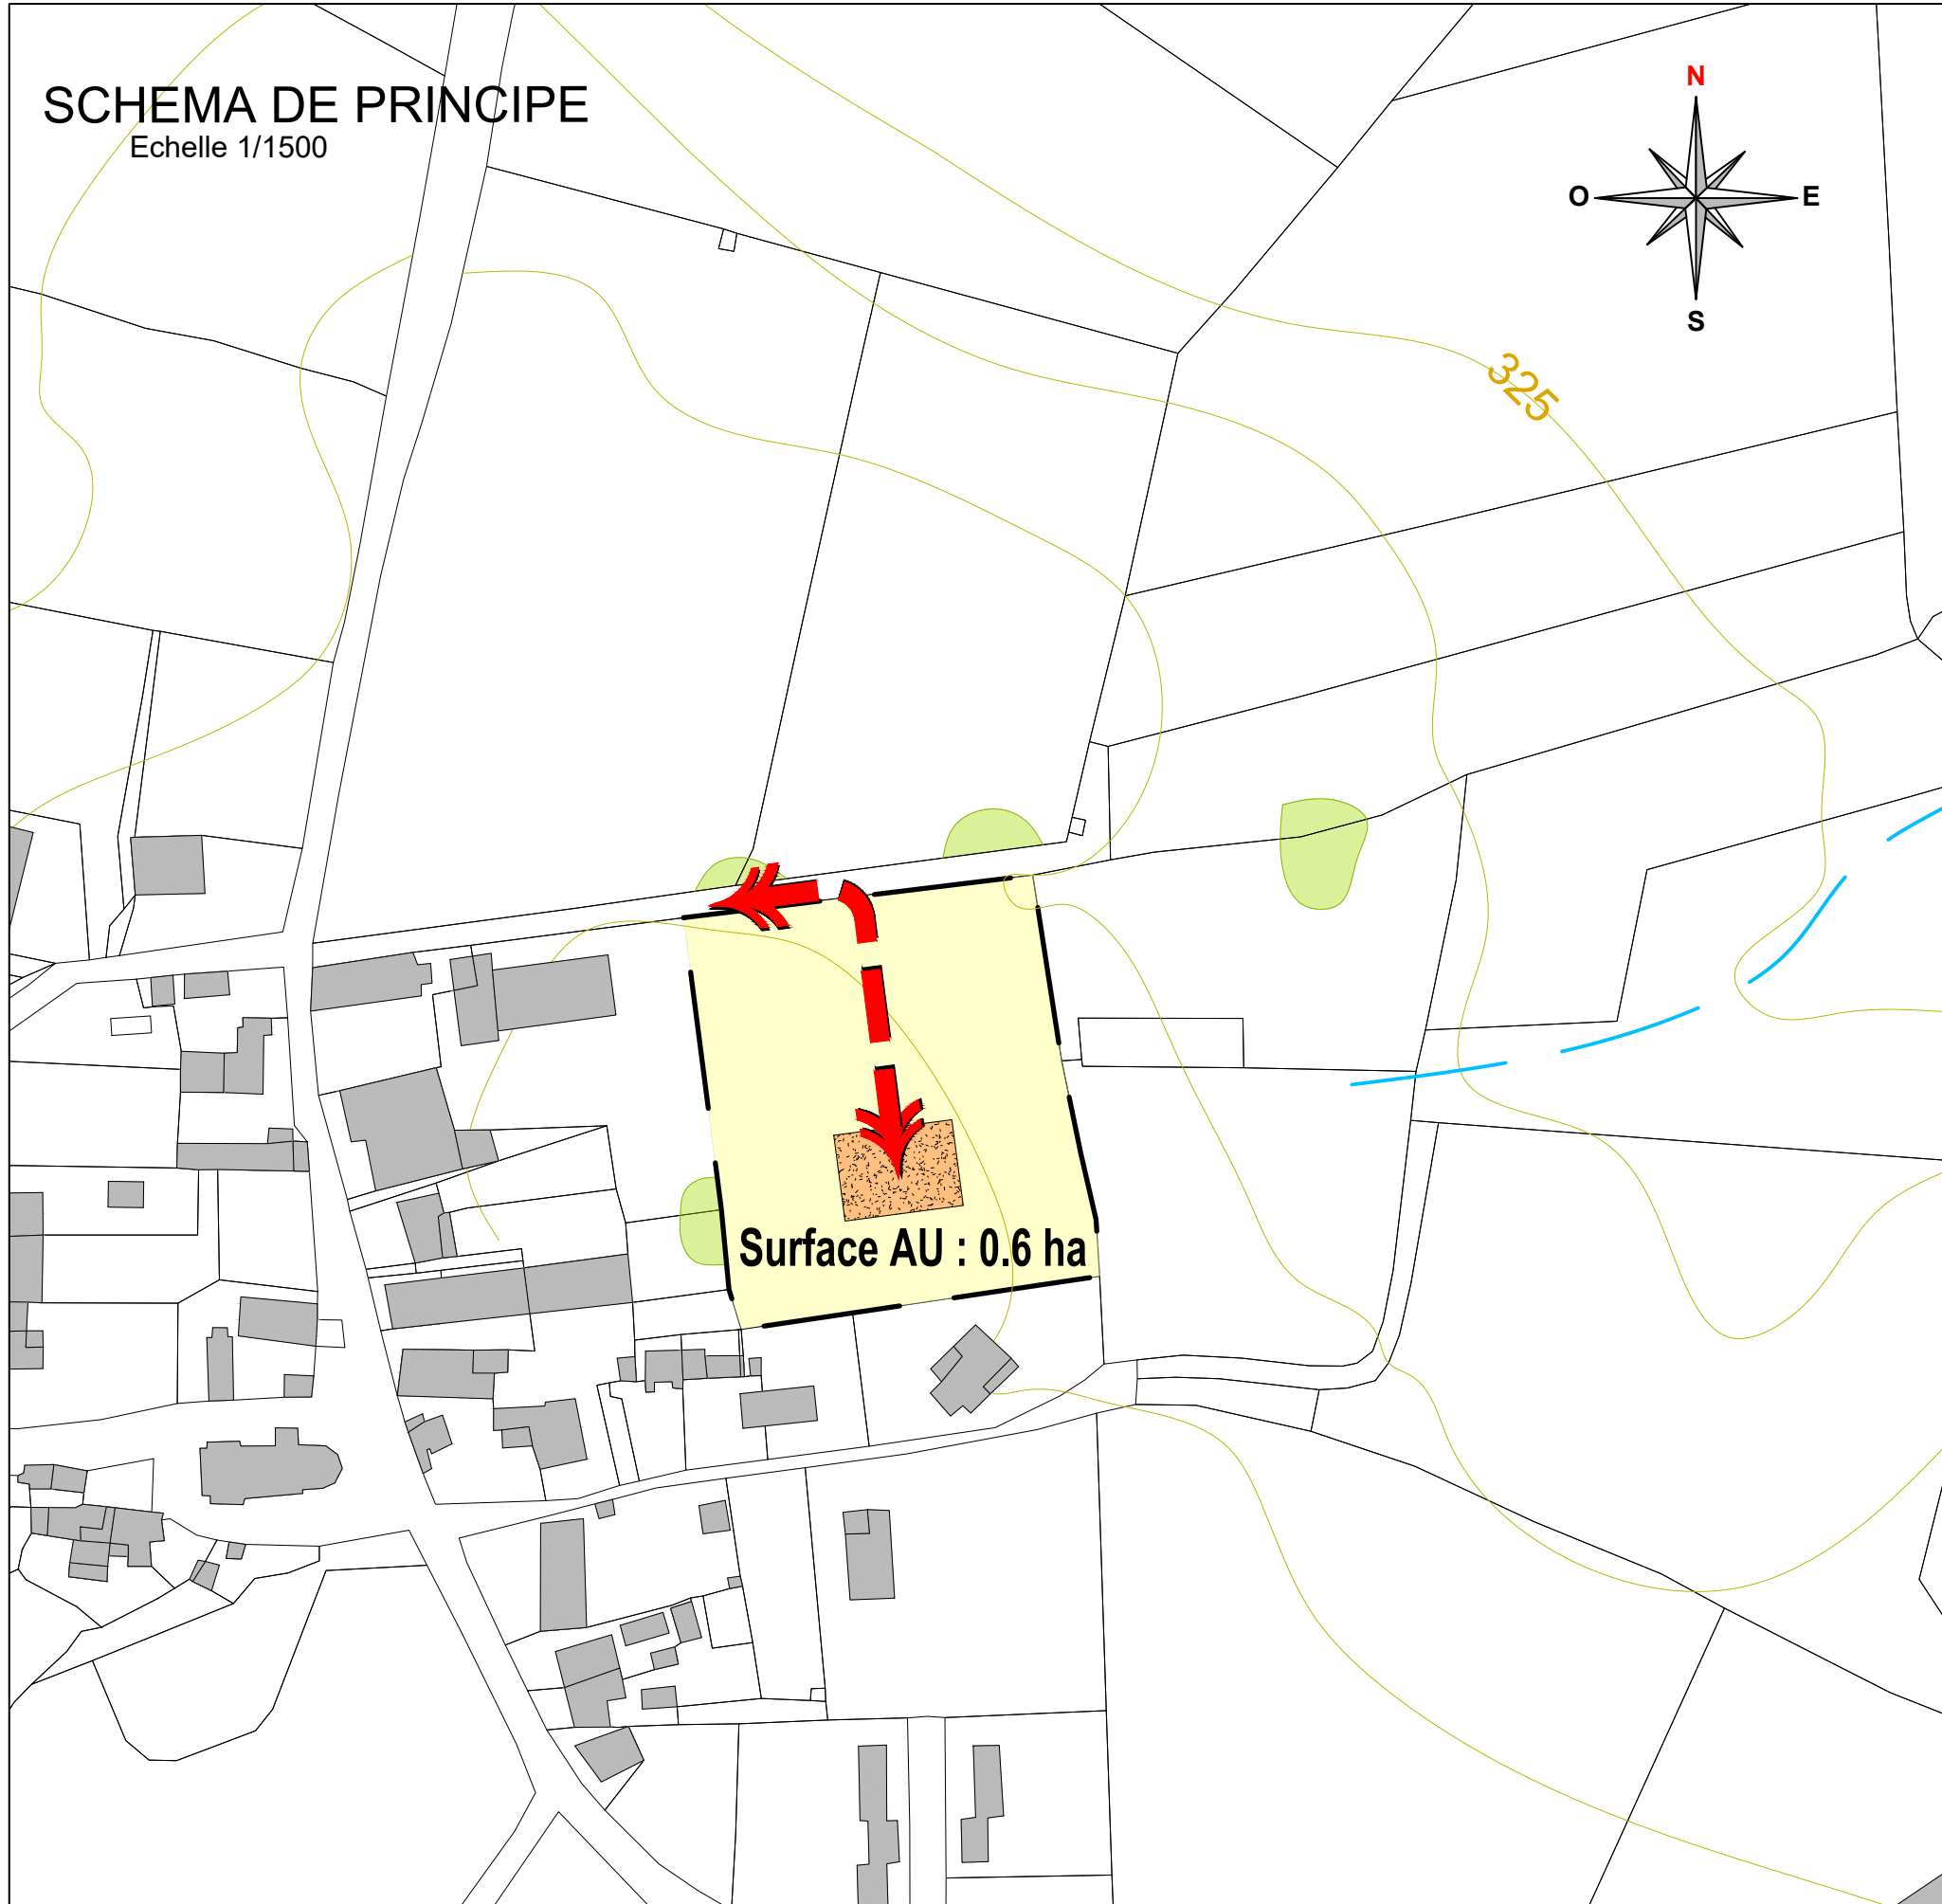 SCHEMA DE PRINCIPE
Echelle 1/1500
N
O
E
S
325
Surface AU : 0.6 ha